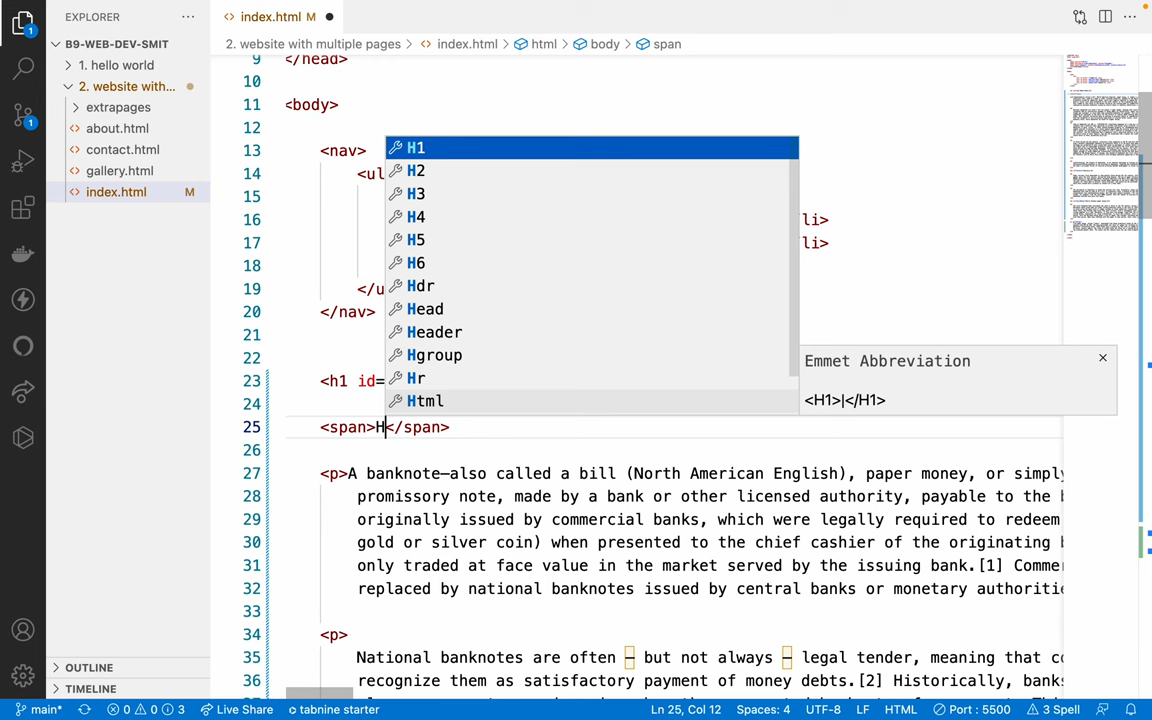 EXPLORER
index.html M
B9-WEB-DEV-SMIT
1. hello world
2. website with...
extrapages
about.html
contact.html
gallery.html
index.html M
OUTLINE
TIMELINE
2. website with multiple pages > index.html > html > body > span
9 </head>
10
11 <body>
12
13 <nav>
14 <ul
15
16 li>
17 li>
18
19 </u
20 </nav>
21
22
23 <h1 id=
24
25 <span>H</span>
26
27 <p>A banknote—also called a bill (North American English), paper money, or simply
28 promissory note, made by a bank or other licensed authority, payable to the b
29 originally issued by commercial banks, which were legally required to redeem
30 gold or silver coin) when presented to the chief cashier of the originating b
31 only traded at face value in the market served by the issuing bank.[1] Comme
32 replaced by national banknotes issued by central banks or monetary authoritie
33
34 <p>
35 National banknotes are often – but not always – legal tender, meaning that co
36 recognize them as satisfactory payment of money debts.[2] Historically, banks
H1
H2
H3
H4
H5
H6
Hdr
Head
Header
Hgroup
Hr
Html
Emmet Abbreviation
<H1>|</H1>
main* 0 0 3 Live Share tabnine starter Ln 25, Col 12 Spaces: 4 UTF-8 LF HTML Port : 5500 3 Spell